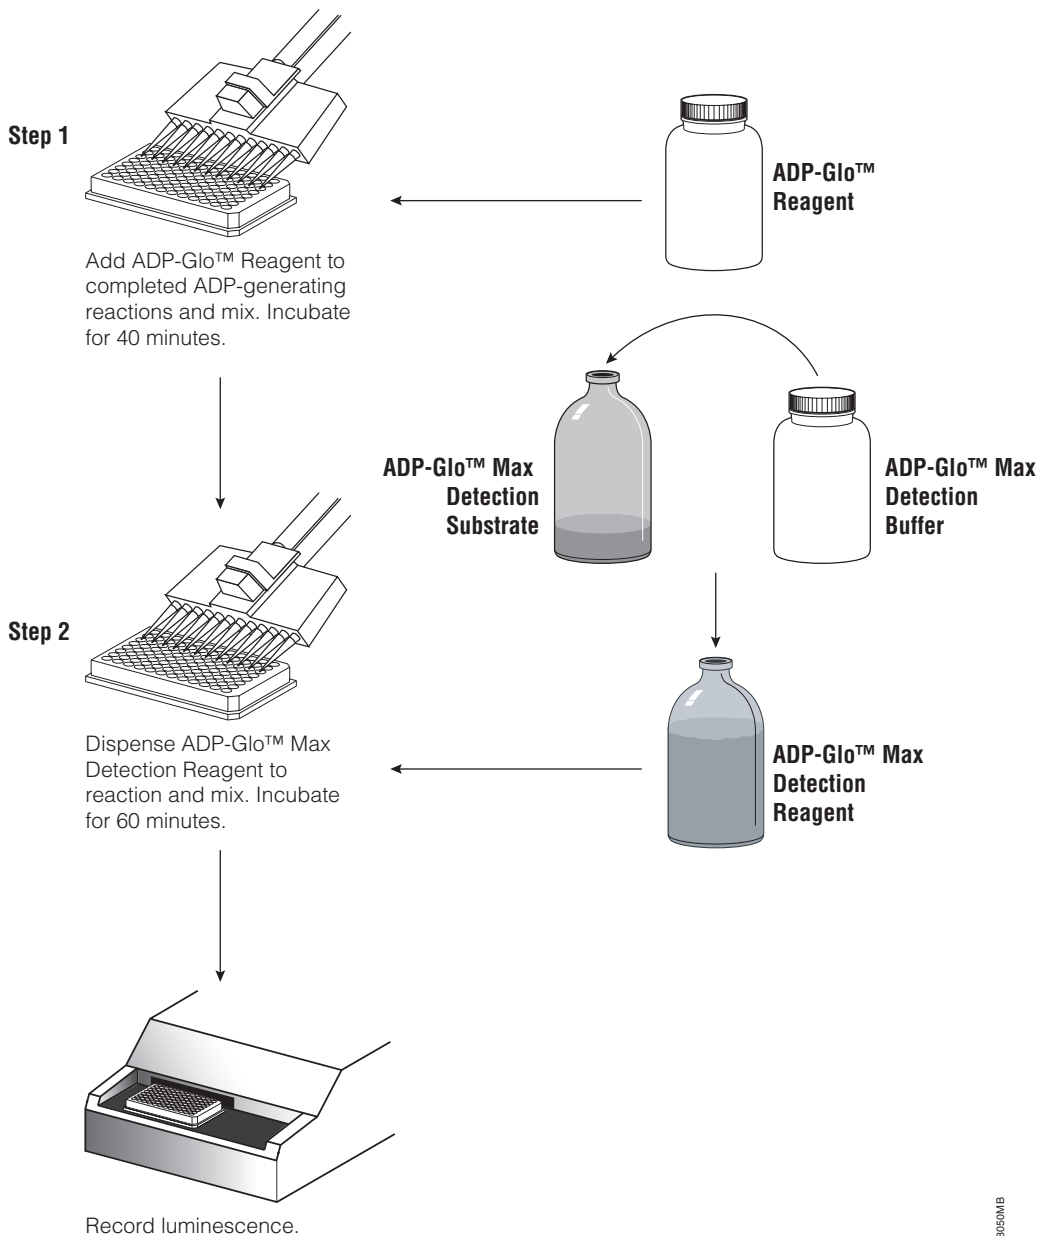 Step 1
ADP-Glo™
Reagent
Add ADP-Glo™ Reagent to
completed ADP-generating
reactions and mix. Incubate
for 40 minutes.
ADP-Glo™ Max
Detection
Substrate
ADP-Glo™ Max
Detection
Buffer
Step 2
Dispense ADP-Glo™ Max
Detection Reagent to
reaction and mix. Incubate
for 60 minutes.
ADP-Glo™ Max
Detection
Reagent
Record luminescence.